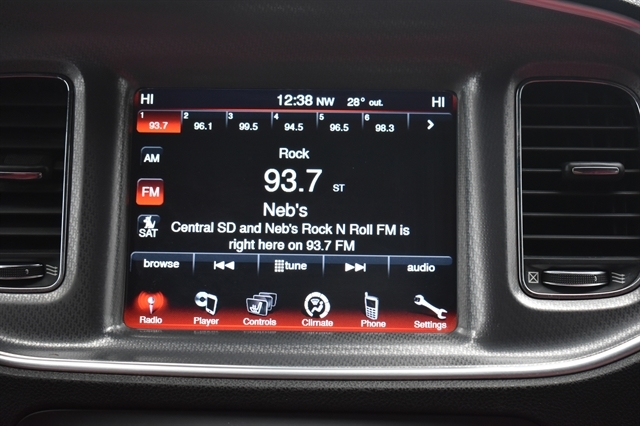 HI 12:38 NW 28° out. HI
1 2 3 4 5 6
93.7 96.1 99.5 94.5 96.5 98.3
Rock
AM
93.7 ST
FM
Neb's
SAT
Central SD and Neb's Rock N Roll FM is
right here on 93.7 FM
browse tune audio
Radio Player Controls Climate Phone Settings